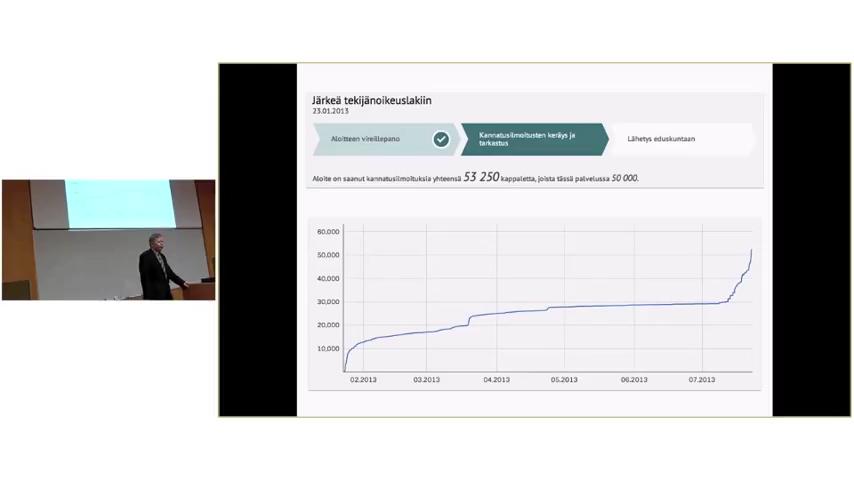 Järkeä tekijänoikeuslakiin
23.01.2013
Aloitteen vireillepano
Kannatusilmoitusten keräys ja
tarkastus
Lähetys eduskuntaan
Aloite on saanut kannatusilmoituksia yhteensä 53 250 kappaletta, joista tässä palvelussa 50 000.
60,000
50,000
40,000
30,000
20,000
10,000
02.2013 03.2013 04.2013 05.2013 06.2013 07.2013